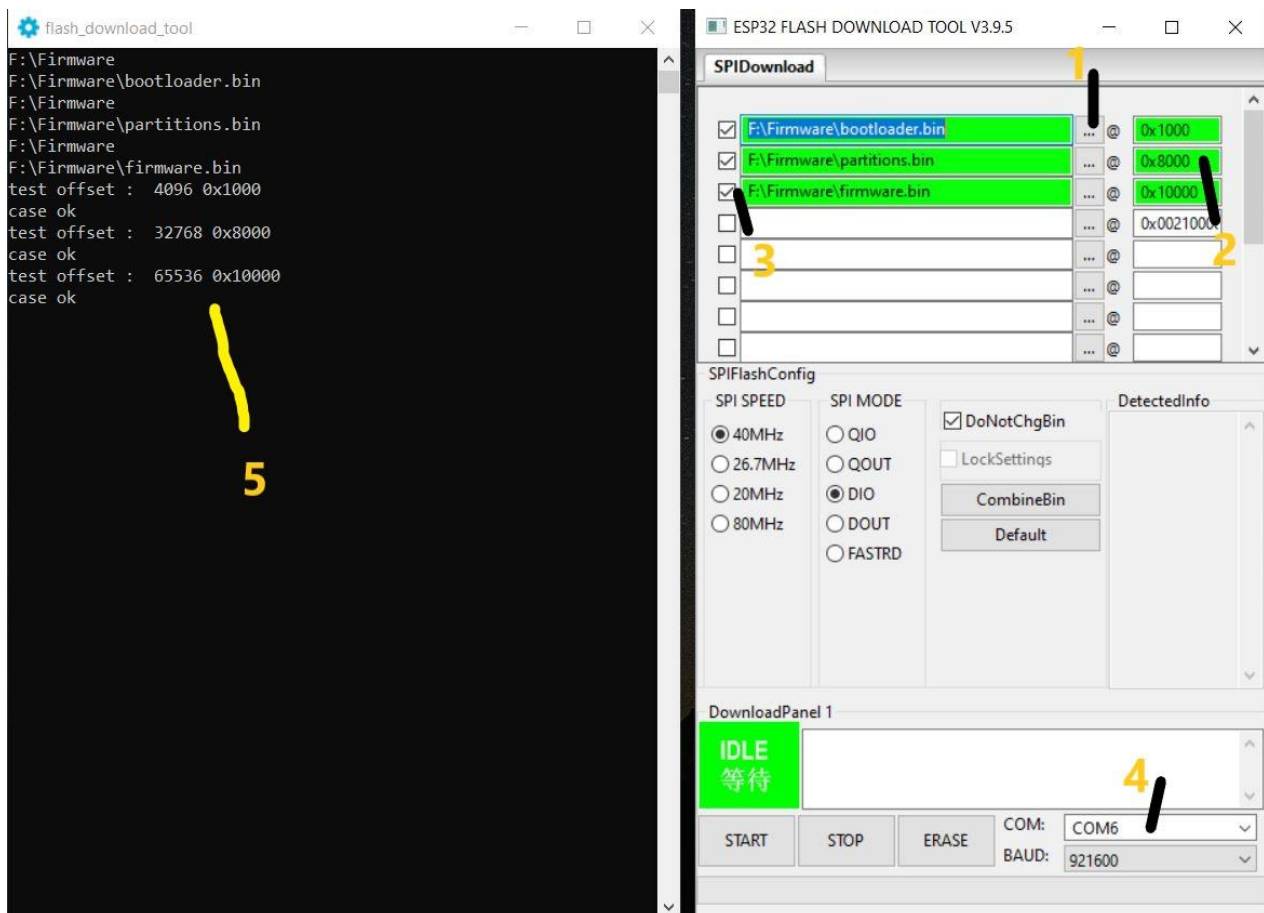 flash_download_tool
F:\Firmware
F:\Firmware\bootloader.bin
F:\Firmware
F:\Firmware\partitions.bin
F:\Firmware
F:\Firmware\firmware.bin
test offset :  4096 0x1000
case ok
test offset :  32768 0x8000
case ok
test offset :  65536 0x10000
case ok
5
ESP32 FLASH DOWNLOAD TOOL V3.9.5
SPIDownload
1
F:\Firmware\bootloader.bin ... @ 0x1000
F:\Firmware\partitions.bin ... @ 0x8000
F:\Firmware\firmware.bin ... @ 0x10000
... @ 0x0021000
2
3
... @
... @
... @
... @
SPIFlashConfig
SPI SPEED
40MHz
26.7MHz
20MHz
80MHz
SPI MODE
QIO
QOUT
DIO
DOUT
FASTRD
DoNotChgBin
LockSettings
CombineBin
Default
DetectedInfo
DownloadPanel 1
IDLE
等待
4
START
STOP
ERASE
COM: COM6
BAUD: 921600